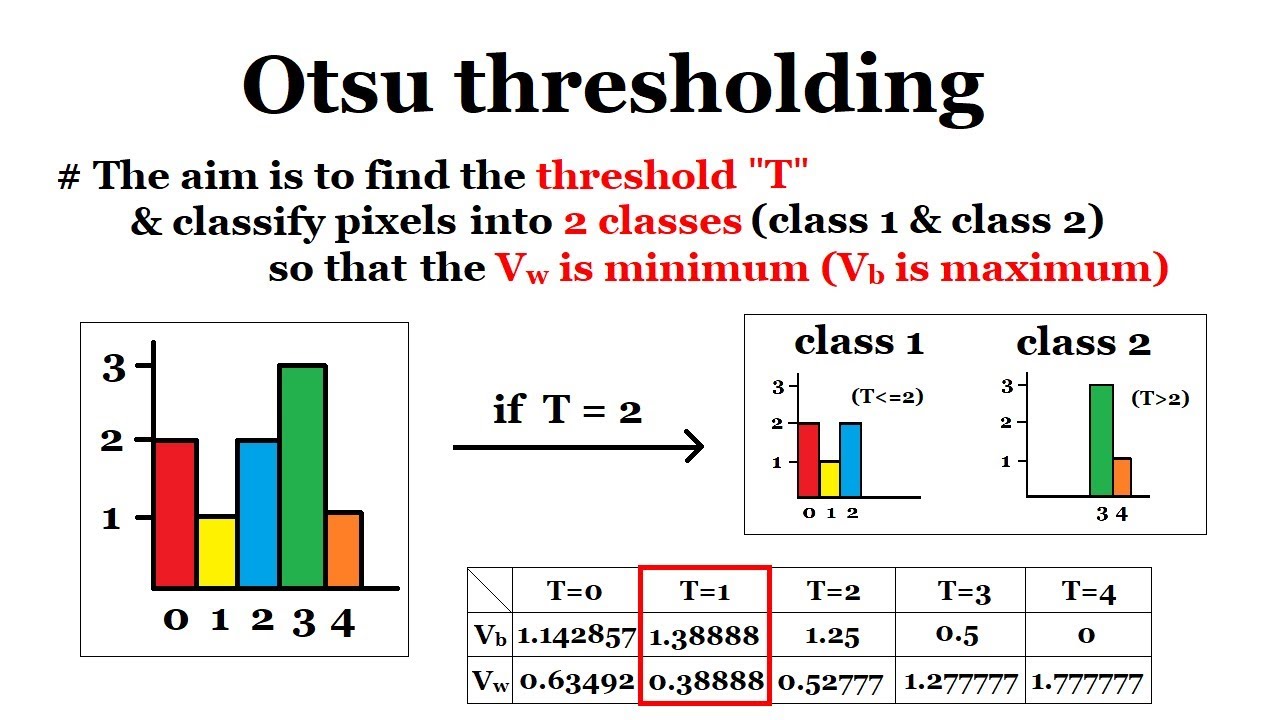 Otsu thresholding
# The aim is to find the threshold "T"
& classify pixels into 2 classes (class 1 & class 2)
so that the Vw is minimum (Vb is maximum)
3
2
1
0 1 2 3 4
if T = 2
class 1
3
2
1
(T<=2)
0 1 2
class 2
3
2
1
(T>2)
3 4
T=0 T=1 T=2 T=3 T=4
Vb 1.142857 1.38888 1.25 0.5 0
Vw 0.63492 0.38888 0.52777 1.277777 1.777777